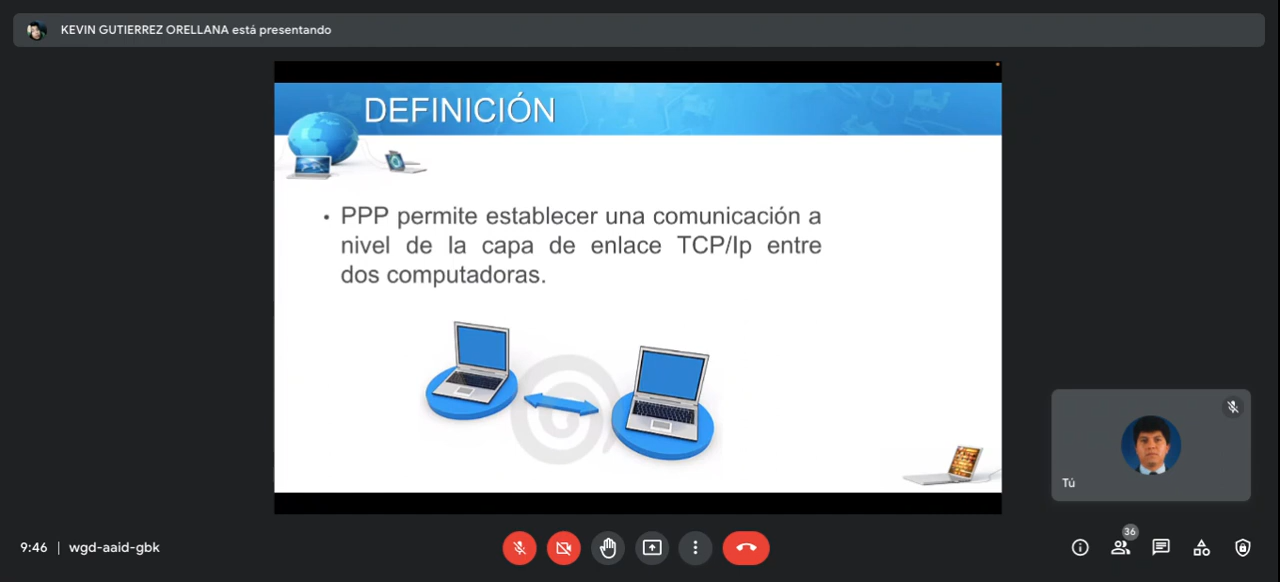 KEVIN GUTIERREZ ORELLANA está presentando
DEFINICIÓN
• PPP permite establecer una comunicación a
nivel de la capa de enlace TCP/Ip entre
dos computadoras.
Tú
9:46 | wgd-aaid-gbk
36